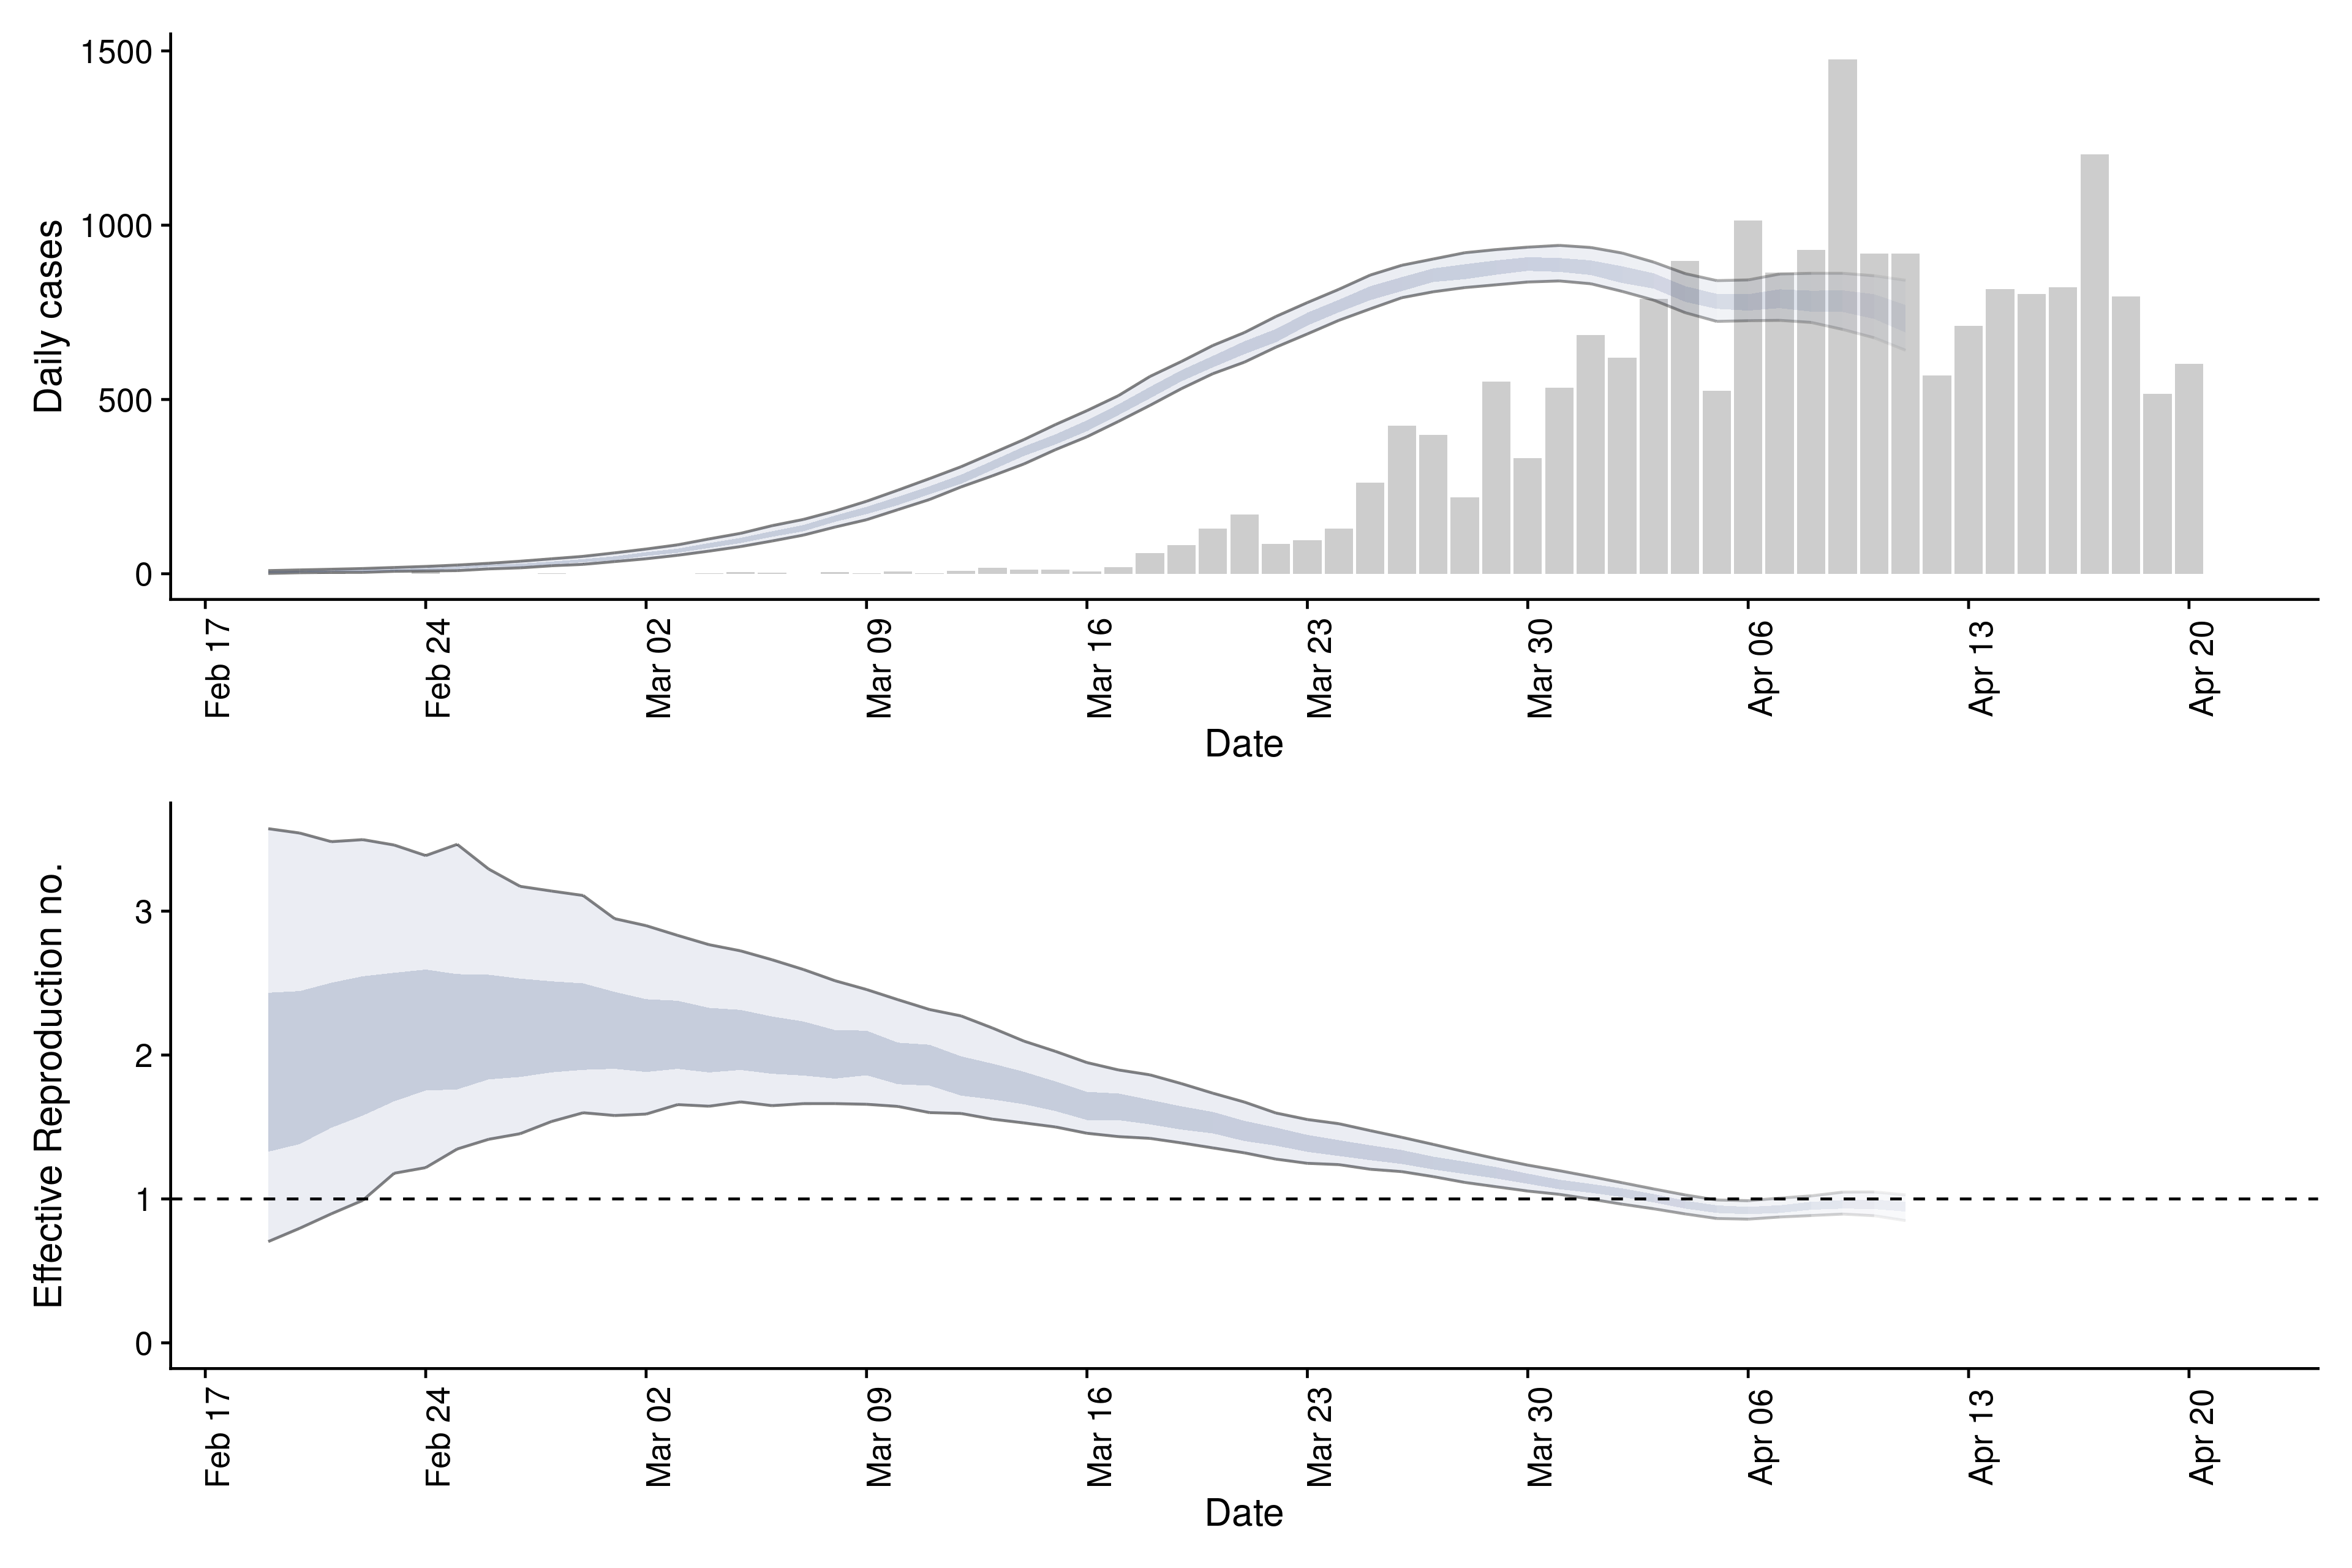 Daily cases
1500
1000
500
0
Feb 17
Feb 24
Mar 02
Mar 09
Mar 16
Mar 23
Mar 30
Apr 06
Apr 13
Apr 20
Date
Effective Reproduction no.
3
2
1
0
Feb 17
Feb 24
Mar 02
Mar 09
Mar 16
Mar 23
Mar 30
Apr 06
Apr 13
Apr 20
Date